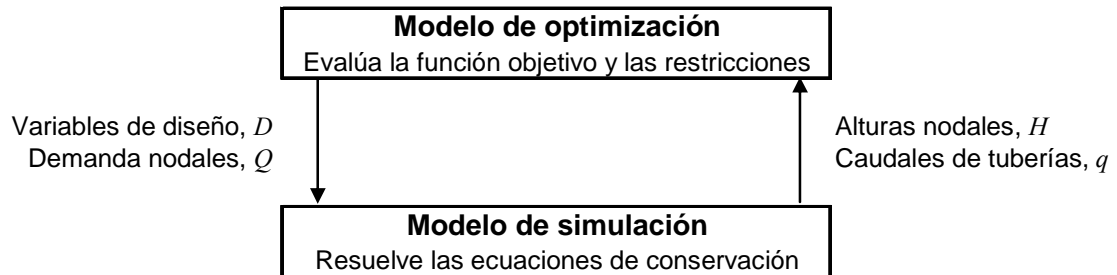 Modelo de optimización
Evalúa la función objetivo y las restricciones
Variables de diseño, D
Demanda nodales, Q
Alturas nodales, H
Caudales de tuberías, q
Modelo de simulación
Resuelve las ecuaciones de conservación